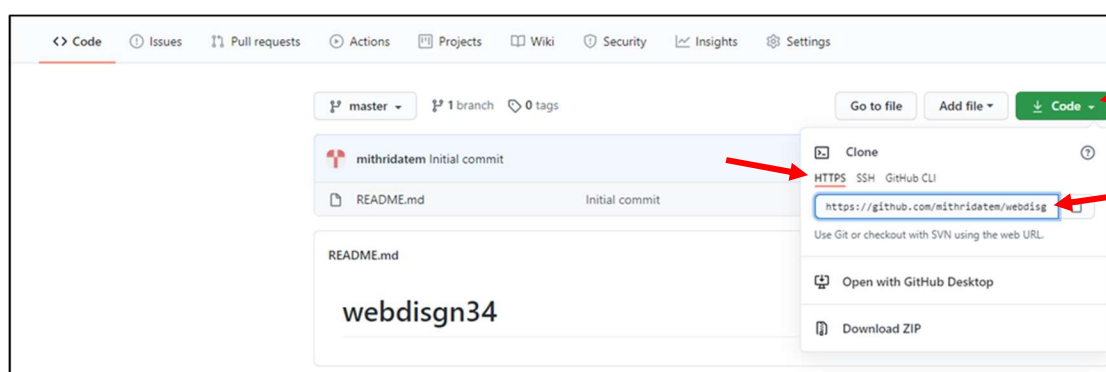 <> Code Issues Pull requests Actions Projects Wiki Security Insights Settings
master 1 branch 0 tags Go to file Add file Code
mithridatem Initial commit
README.md Initial commit
Clone
HTTPS SSH GitHub CLI
https://github.com/mithridatem/webdisg
Use Git or checkout with SVN using the web URL.
Open with GitHub Desktop
Download ZIP
README.md
webdisgn34